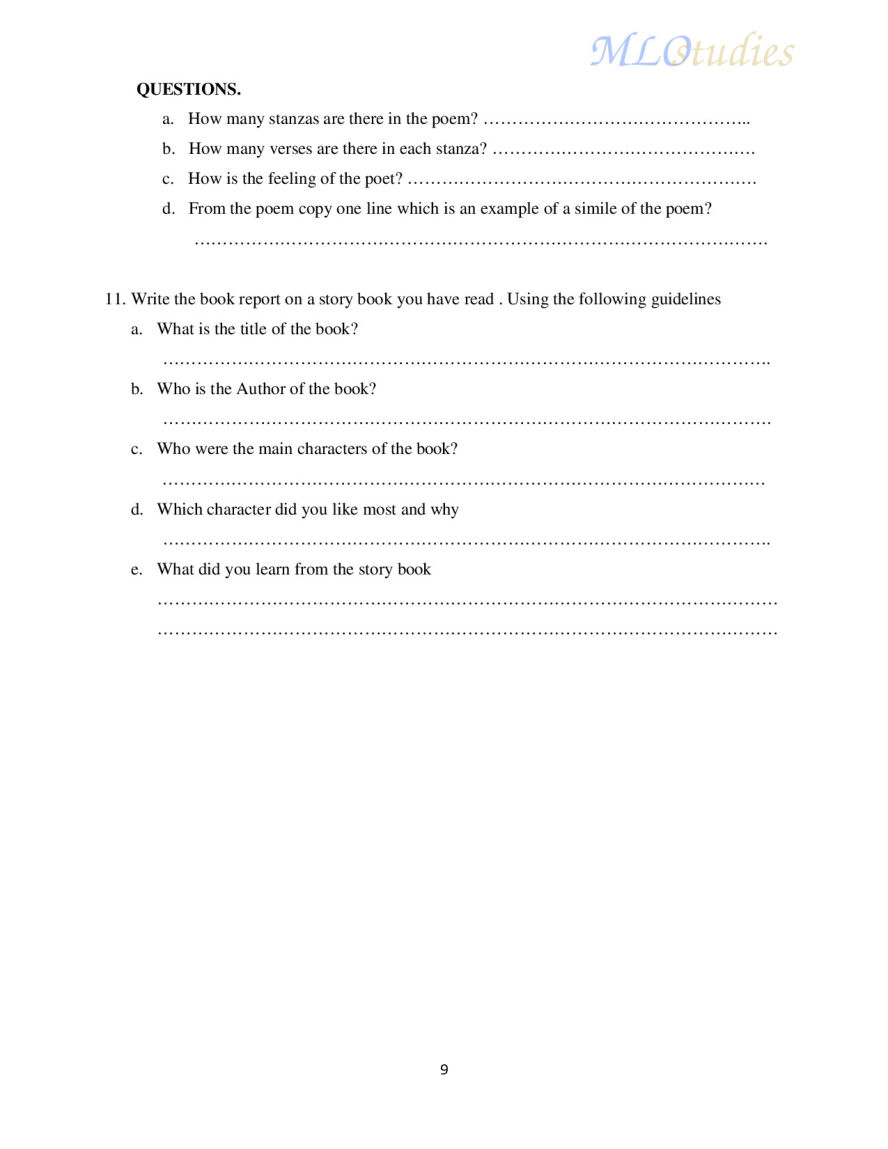 MLOstudies
QUESTIONS.
a. How many stanzas are there in the poem? ………………………………………..
b. How many verses are there in each stanza? ……………………………………….
c. How is the feeling of the poet? …………………………………………………….
d. From the poem copy one line which is an example of a simile of the poem?
……………………………………………………………………………………….
11. Write the book report on a story book you have read . Using the following guidelines
a. What is the title of the book?
…………………………………………………………………………………………….
b. Who is the Author of the book?
…………………………………………………………………………………………….
c. Who were the main characters of the book?
……………………………………………………………………………………………
d. Which character did you like most and why
…………………………………………………………………………………………….
e. What did you learn from the story book
………………………………………………………………………………………………
………………………………………………………………………………………………
9